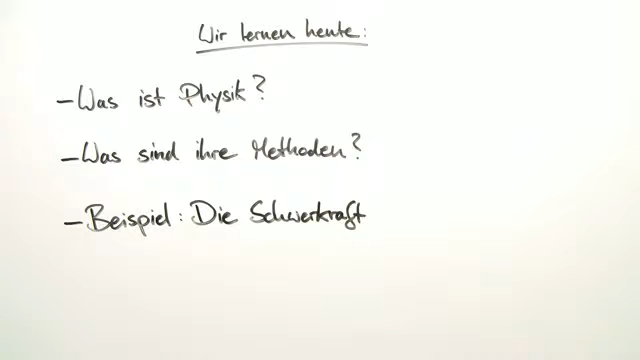 Wir lernen heute:
– Was ist Physik?
– Was sind ihre Methoden?
– Beispiel: Die Schwerkraft